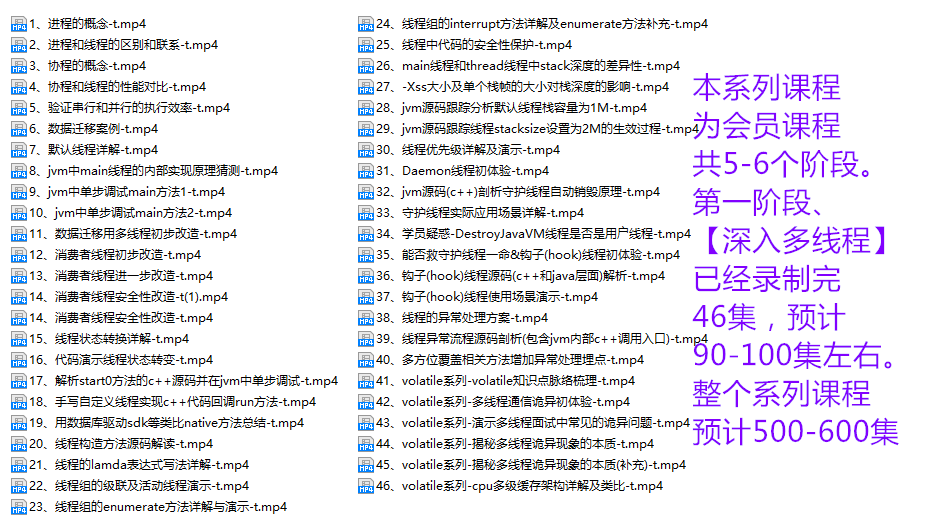 1、进程的概念-t.mp4
2、进程和线程的区别和联系-t.mp4
3、协程的概念-t.mp4
4、协程和线程的性能对比-t.mp4
5、验证串行和并行的执行效率-t.mp4
6、数据迁移案例-t.mp4
7、默认线程详解-t.mp4
8、jvm中main线程的内部实现原理猜测-t.mp4
9、jvm中单步调试main方法1-t.mp4
10、jvm中单步调试main方法2-t.mp4
11、数据迁移用多线程初步改造-t.mp4
12、消费者线程初步改造-t.mp4
13、消费者线程进一步改造-t.mp4
14、消费者线程安全性改造-t(1).mp4
14、消费者线程安全性改造-t.mp4
15、线程状态转换详解-t.mp4
16、代码演示线程状态转变-t.mp4
17、解析start0方法的c++源码并在jvm中单步调试-t.mp4
18、手写自定义线程实现c++代码回调run方法-t.mp4
19、用数据库驱动sdk等类比native方法总结-t.mp4
20、线程构造方法源码解读-t.mp4
21、线程的lamda表达式写法详解-t.mp4
22、线程组的级联及活动线程演示-t.mp4
23、线程组的enumerate方法详解与演示-t.mp4
24、线程组的interrupt方法详解及enumerate方法补充-t.mp4
25、线程中代码的安全性保护-t.mp4
26、main线程和thread线程中stack深度的差异性-t.mp4
27、-Xss大小及单个栈帧的大小对栈深度的影响-t.mp4
28、jvm源码跟踪分析默认线程栈容量为1M-t.mp4
29、jvm源码跟踪线程stacksize设置为2M的生效过程-t.mp4
30、线程优先级详解及演示-t.mp4
31、Daemon线程初体验-t.mp4
32、jvm源码(c++)剖析守护线程自动销毁原理-t.mp4
33、守护线程实际应用场景详解-t.mp4
34、学员疑惑-DestroyJavaVM线程是否是用户线程-t.mp4
35、能否救守护线程一命&钩子(hook)线程初体验-t.mp4
36、钩子(hook)线程源码(c++和java层面)解析-t.mp4
37、钩子(hook)线程使用场景演示-t.mp4
38、线程的异常处理方案-t.mp4
39、线程异常流程源码剖析(包含jvm内部c++调用入口)-t.mp4
40、多方位覆盖相关方法增加异常处理埋点-t.mp4
41、volatile系列-volatile知识点脉络梳理-t.mp4
42、volatile系列-多线程通信诡异初体验-t.mp4
43、volatile系列-演示多线程面试中常见的诡异问题-t.mp4
44、volatile系列-揭秘多线程诡异现象的本质-t.mp4
45、volatile系列-揭秘多线程诡异现象的本质(补充)-t.mp4
46、volatile系列-cpu多级缓存架构详解及类比-t.mp4
本系列课程
为会员课程
共5-6个阶段。
第一阶段、
【深入多线程】
已经录制完
46集，预计
90-100集左右。
整个系列课程
预计500-600集